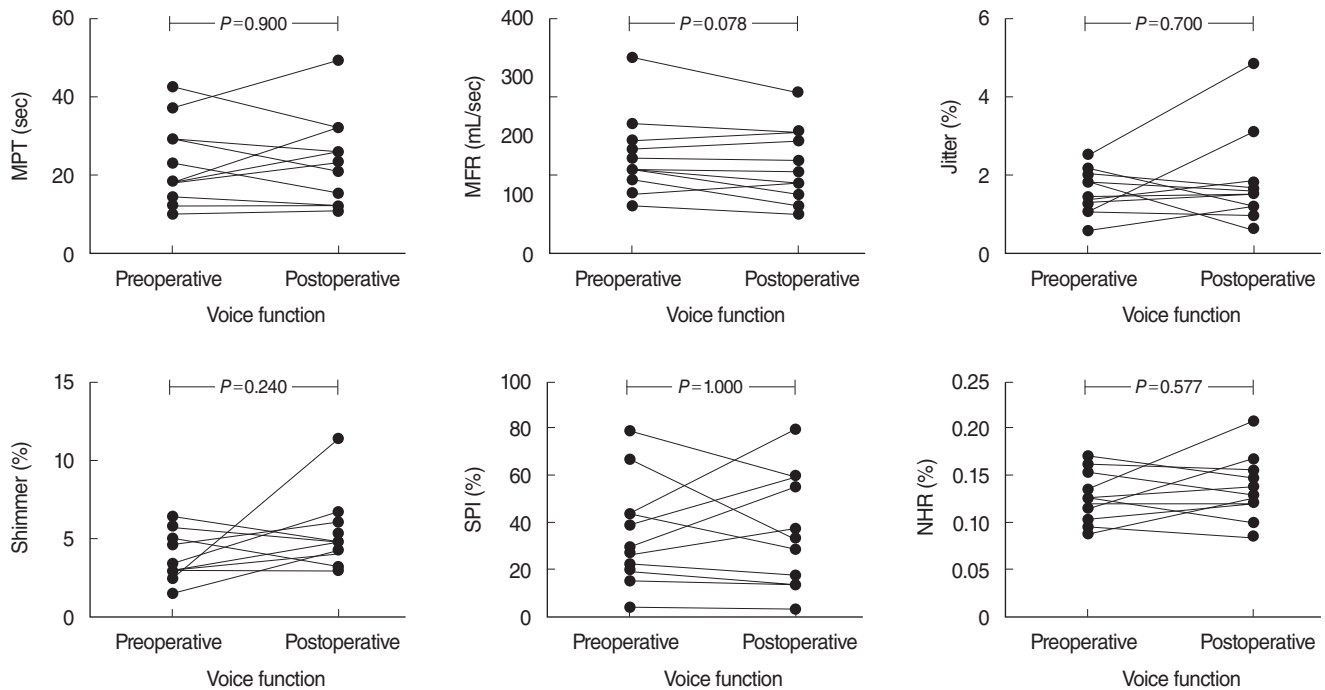 MPT (sec)
60
40
20
0
P=0.900
Preoperative
Postoperative
Voice function
MFR (mL/sec)
400
300
200
100
0
P=0.078
Preoperative
Postoperative
Voice function
Jitter (%)
6
4
2
0
P=0.700
Preoperative
Postoperative
Voice function
Shimmer (%)
15
10
5
0
P=0.240
Preoperative
Postoperative
Voice function
SPI (%)
100
80
60
40
20
0
P=1.000
Preoperative
Postoperative
Voice function
NHR (%)
0.25
0.20
0.15
0.10
0.05
0
P=0.577
Preoperative
Postoperative
Voice function